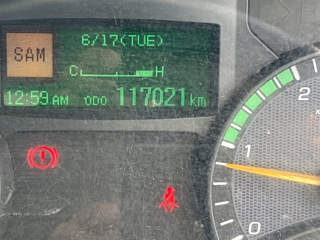 SAM
6/17(TUE)
C H
12:59 AM ODO 117021 km
2
1
0